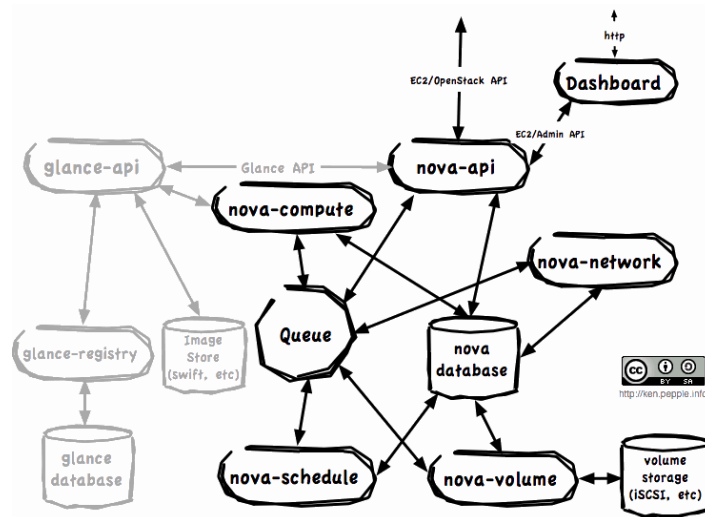 http
EC2/OpenStack API
Dashboard
EC2/Admin API
glance-api
Glance API
nova-api
nova-compute
nova-network
Queue
glance-registry
Image
Store
(swift, etc)
nova
database
cc
BY SA
http://ken.pepple.info
glance
database
nova-schedule
nova-volume
volume
storage
(iSCSI, etc)